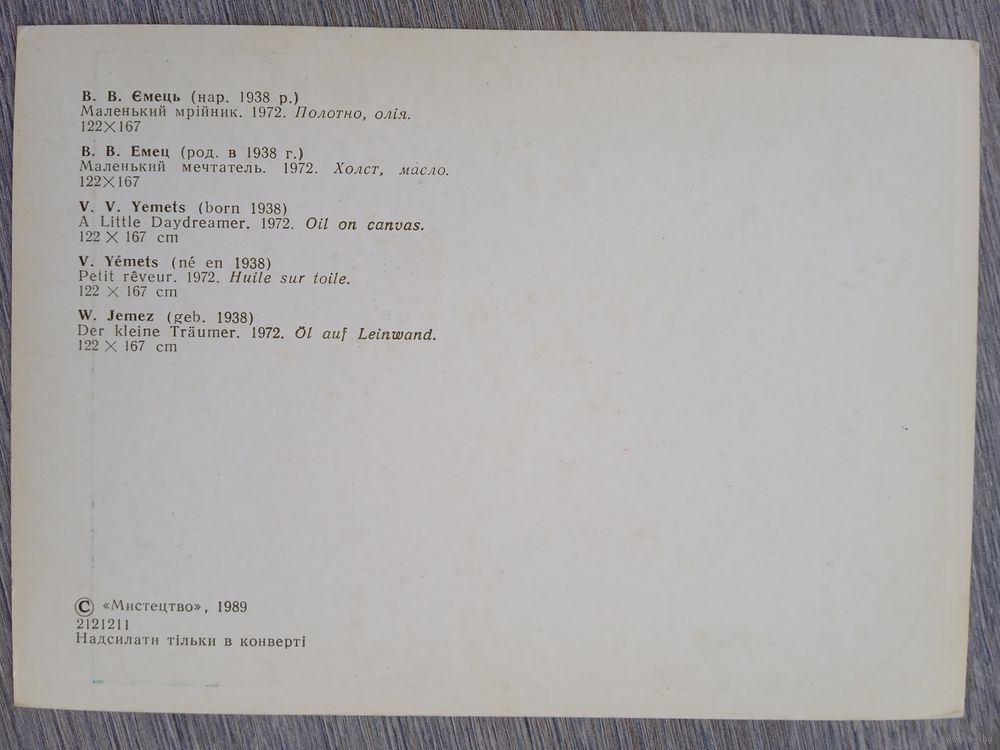 В. В. Ємець (нар. 1938 р.)
Маленький мрійник. 1972. Полотно, олія.
122×167
В. В. Емец (род. в 1938 г.)
Маленький мечтатель. 1972. Холст, масло.
122×167
V. V. Yemets (born 1938)
A Little Daydreamer. 1972. Oil on canvas.
122 × 167 cm
V. Yémets (né en 1938)
Petit rêveur. 1972. Huile sur toile.
122 × 167 cm
W. Jemez (geb. 1938)
Der kleine Träumer. 1972. Öl auf Leinwand.
122 × 167 cm
© «Мистецтво», 1989
2121211
Надсилати тільки в конверті